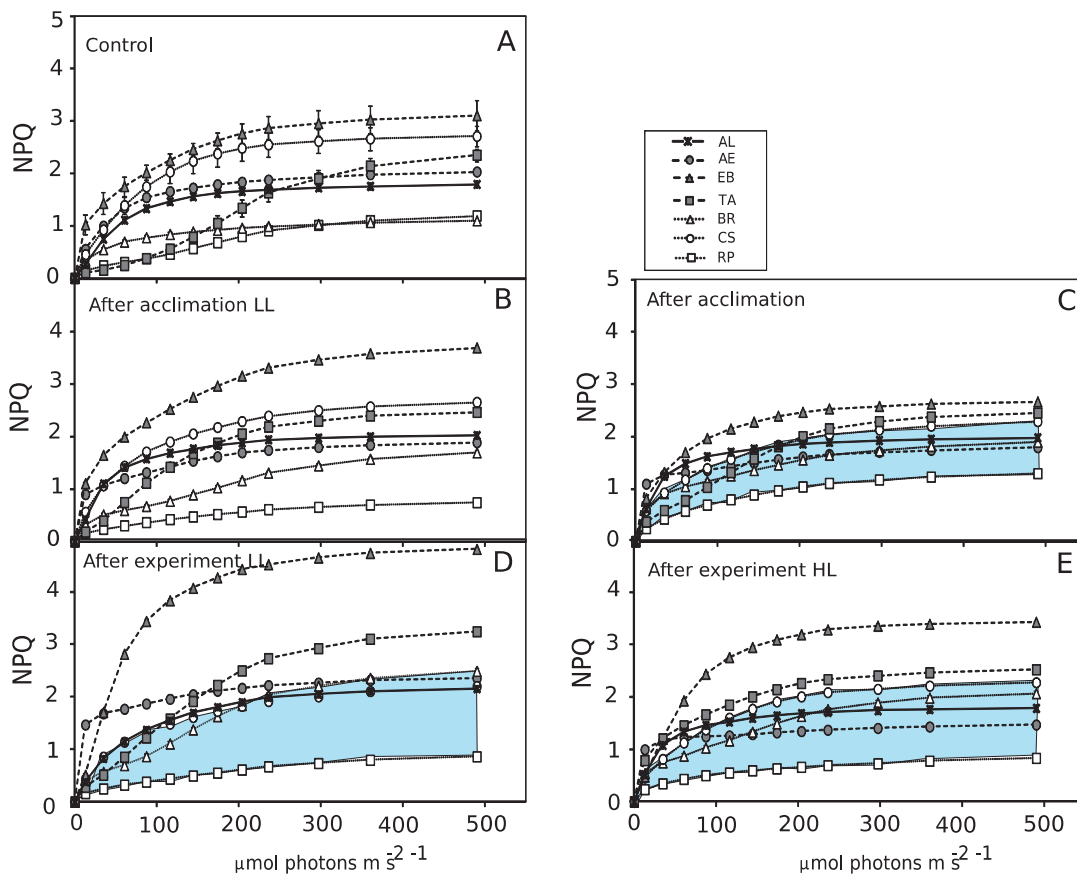 5
4
3
2
1
0
NPQ
Control
A
AL
AE
EB
TA
BR
CS
RP
4
3
2
1
0
NPQ
After acclimation LL
B
5
4
3
2
1
0
NPQ
After acclimation
C
4
3
2
1
0
NPQ
After experiment LL
D
0 100 200 300 400 500
µmol photons m s-2 -1
4
3
2
1
0
NPQ
After experiment HL
E
0 100 200 300 400 500
µmol photons m s-2 -1